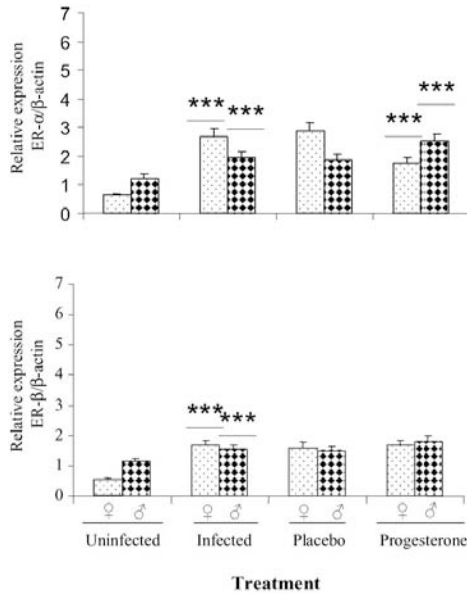 Relative expression
ER-α/β-actin
7
6
5
4
3
2
1
0
*** ***
*** ***
Relative expression
ER-β/β-actin
7
6
5
4
3
2
1
0
*** ***
♀ ♂ ♀ ♂ ♀ ♂ ♀ ♂
Uninfected Infected Placebo Progesterone
Treatment